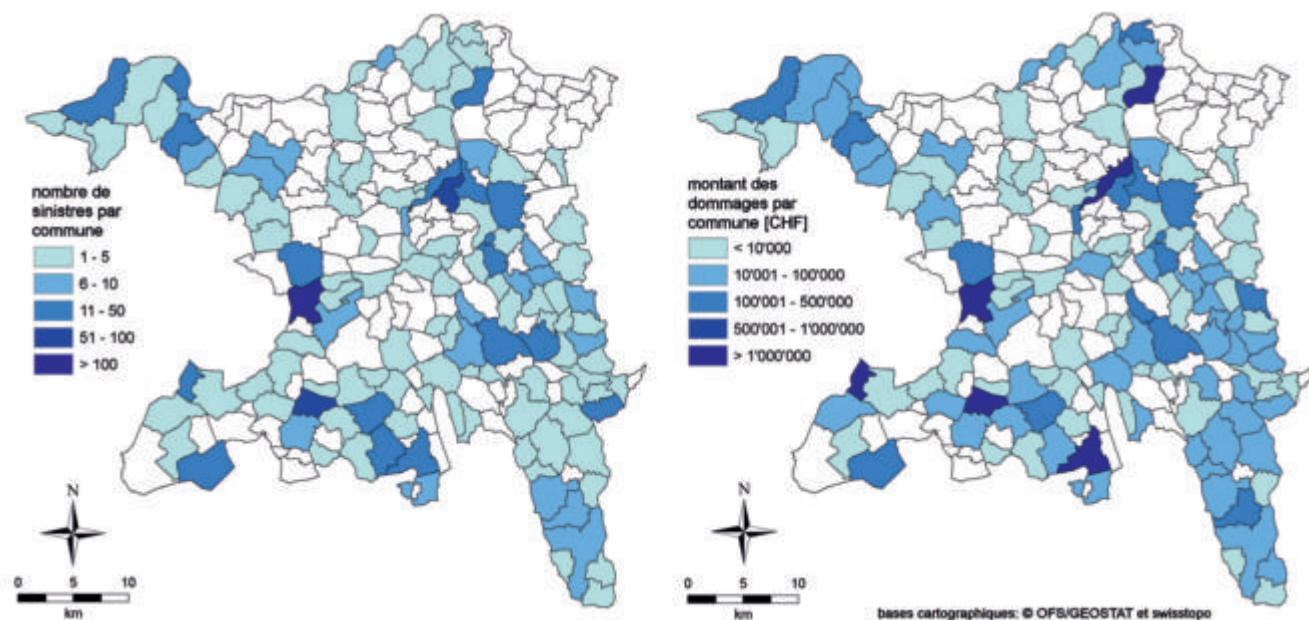 nombre de
sinistres par
commune
1 - 5
6 - 10
11 - 50
51 - 100
> 100
N
0 5 10
km
montant des
dommages par
commune [CHF]
< 10'000
10'001 - 100'000
100'001 - 500'000
500'001 - 1'000'000
> 1'000'000
N
0 5 10
km
bases cartographiques: © OFS/GEOSTAT et swisstopo